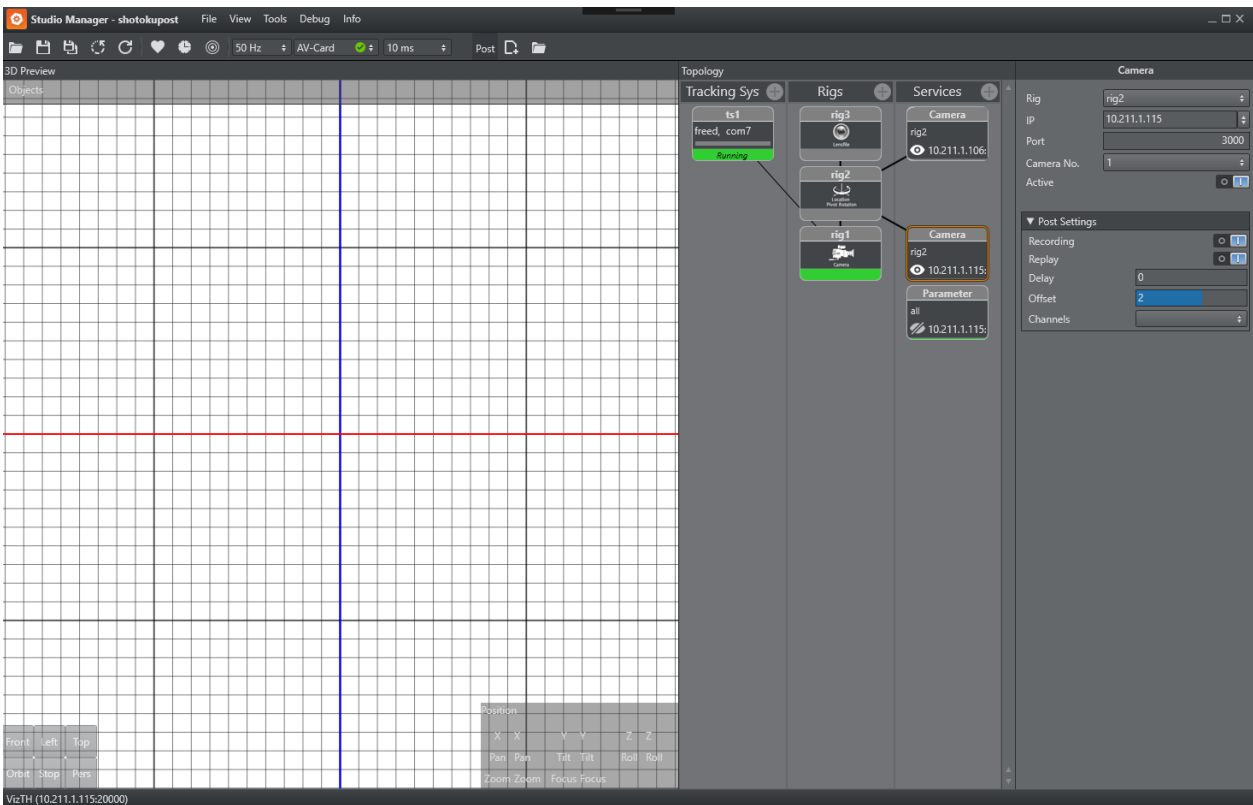 Studio Manager - shotokupost File View Tools Debug Info
50 Hz AV-Card 10 ms Post
3D Preview
Objects
Front Left Top
Orbit Stop Pers
Position
X X Y Y Z Z
Pan Pan Tilt Tilt Roll Roll
Zoom Zoom Focus Focus
Topology
Tracking Sys Rigs Services
ts1
freed, com7
Running
rig3
Lensfile
rig2
Location
Pivot Rotation
rig1
Camera
Camera
rig2
10.211.1.106:
Camera
rig2
10.211.1.115:
Parameter
all
10.211.1.115:
Camera
Rig rig2
IP 10.211.1.115
Port 3000
Camera No. 1
Active
Post Settings
Recording
Replay
Delay 0
Offset 2
Channels
VizTH (10.211.1.115:20000)